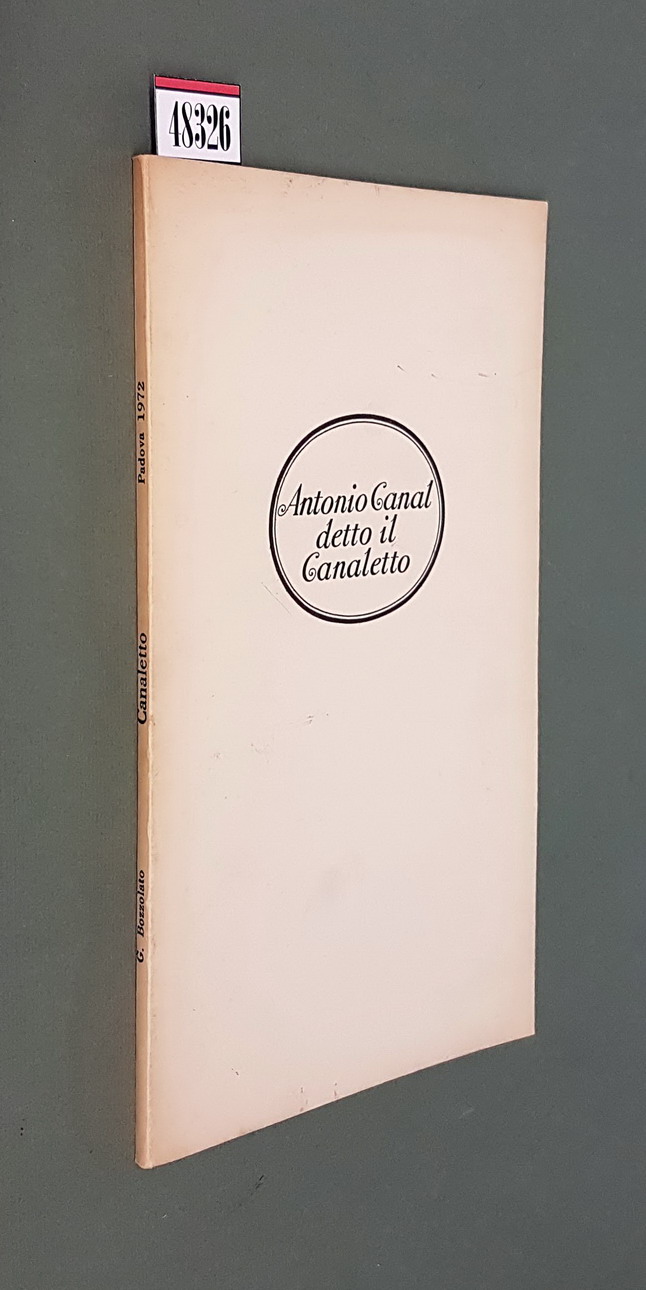 48326
Antonio Canal
detto il
Canaletto
G. Bozzolato
Canaletto
Padova 1972